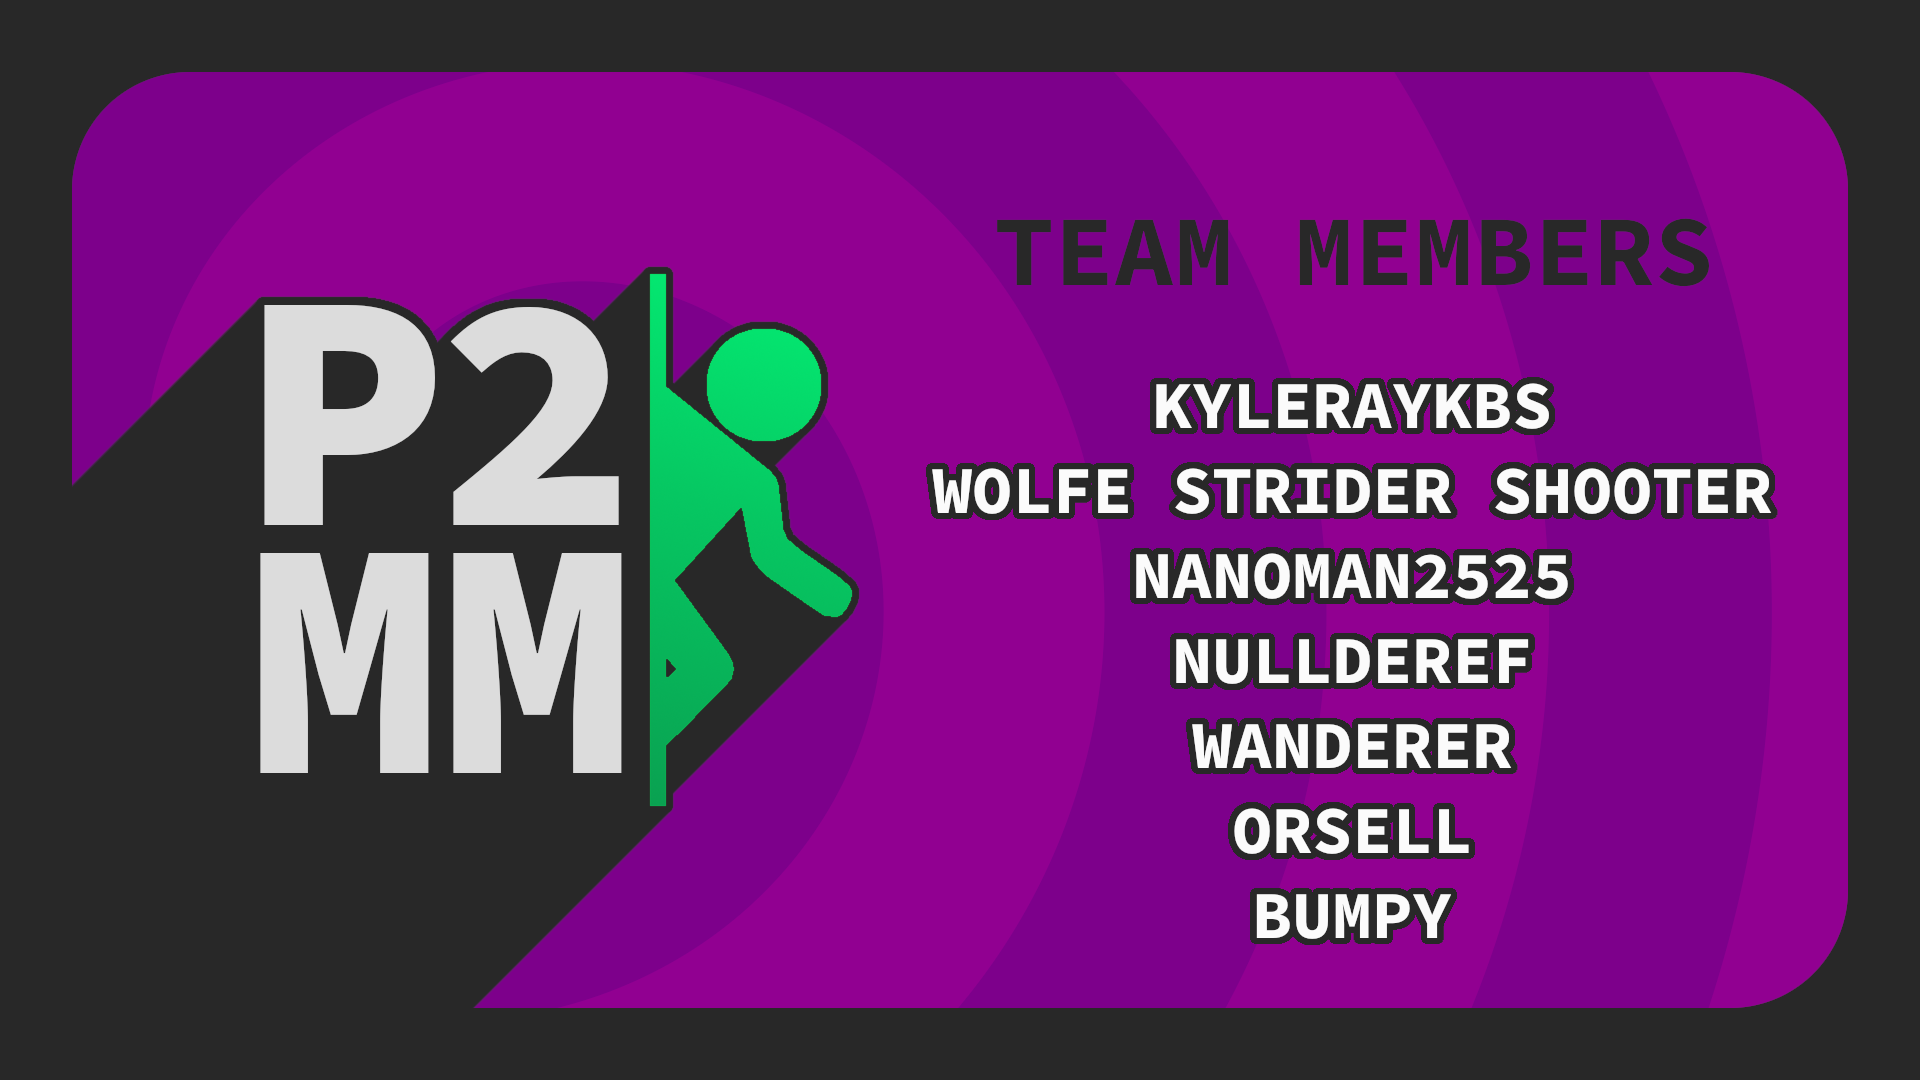 P2
MM
TEAM MEMBERS
KYLERAYKBS
WOLFE STRIDER SHOOTER
NANOMAN2525
NULLDEREF
WANDERER
ORSELL
BUMPY